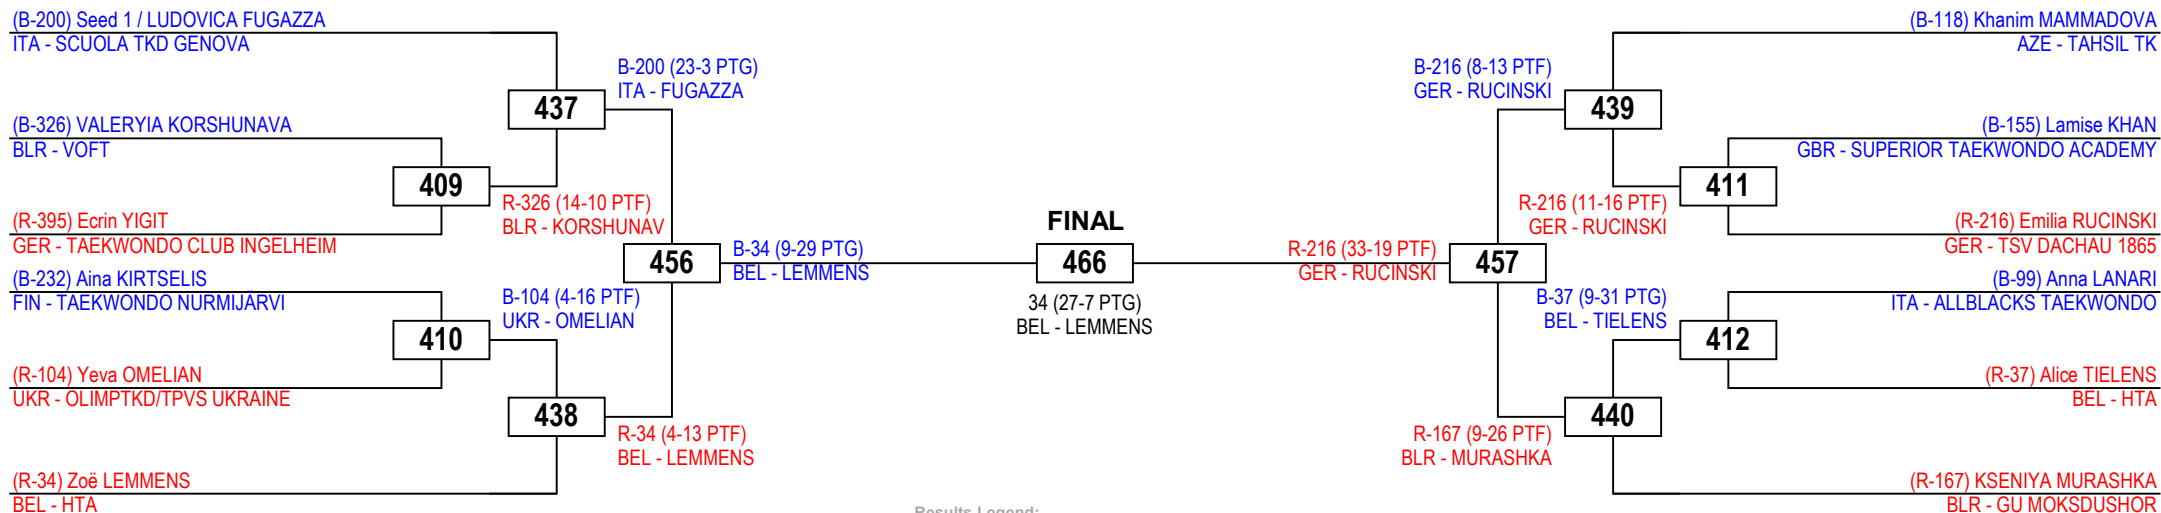 (B-200) Seed 1 / LUDOVICA FUGAZZA
ITA - SCUOLA TKD GENOVA
(B-326) VALERYIA KORSHUNAVA
BLR - VOFT
(R-395) Ecrin YIGIT
GER - TAEKWONDO CLUB INGELHEIM
(B-232) Aina KIRTSELIS
FIN - TAEKWONDO NURMIJÄRVI
(R-104) Yeva OMELIAN
UKR - OLIMPTKD/TPVS UKRAINE
(R-34) Zoë LEMMENS
BEL - HTA
409
410
437
R-326 (14-10 PTF)
BLR - KORSHUNAV
B-104 (4-16 PTF)
UKR - OMELIAN
438
B-200 (23-3 PTG)
ITA - FUGAZZA
456
R-34 (4-13 PTF)
BEL - LEMMENS
B-34 (9-29 PTG)
BEL - LEMMENS
FINAL
466
34 (27-7 PTG)
BEL - LEMMENS
Results Legend:
R-216 (33-19 PTF)
GER - RUCINSKI
B-216 (8-13 PTF)
GER - RUCINSKI
457
R-167 (9-26 PTF)
BLR - MURASHKA
439
R-216 (11-16 PTF)
GER - RUCINSKI
B-37 (9-31 PTG)
BEL - TIELENS
440
411
412
(B-118) Khanim MAMMADOVA
AZE - TAHSIL TK
(B-155) Lamise KHAN
GBR - SUPERIOR TAEKWONDO ACADEMY
(R-216) Emilia RUCINSKI
GER - TSV DACHAU 1865
(B-99) Anna LANARI
ITA - ALLBLACKS TAEKWONDO
(R-37) Alice TIELENS
BEL - HTA
(R-167) KSENIYA MURASHKA
BLR - GU MOKSDUSHOR